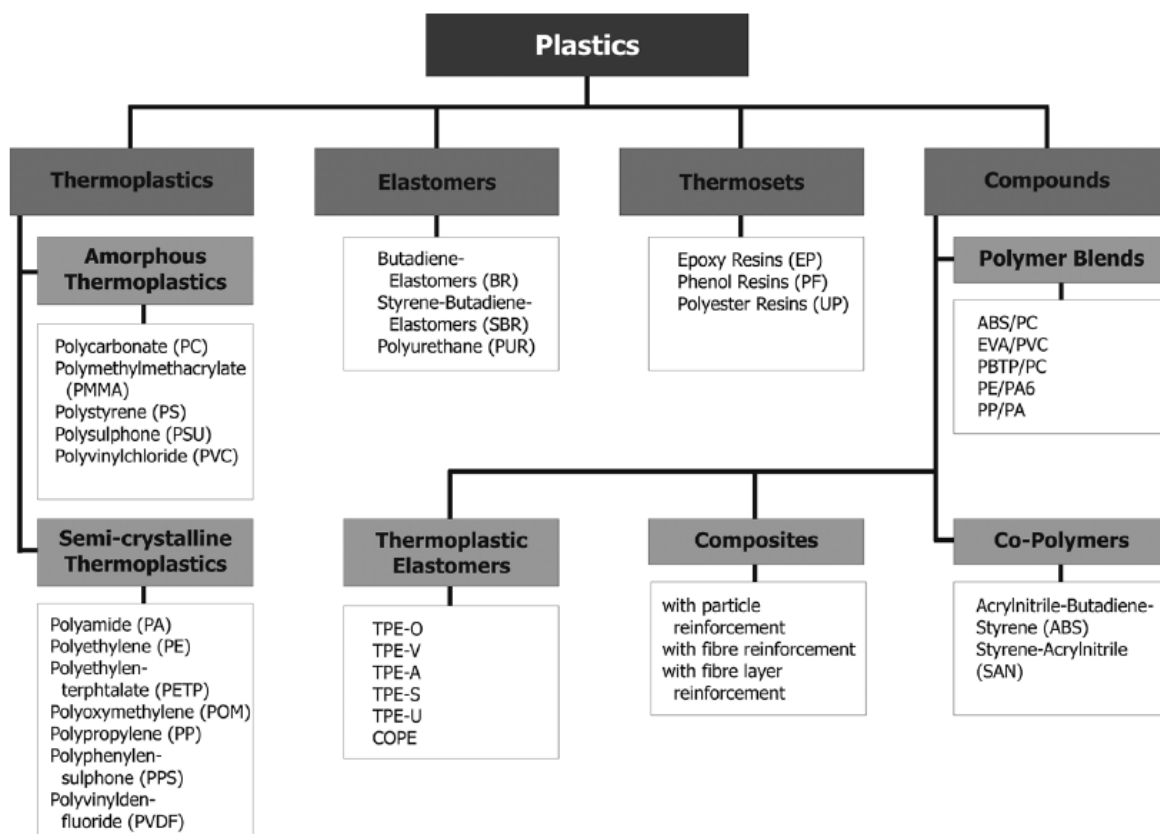 Plastics
Thermoplastics
Elastomers
Thermosets
Compounds
Amorphous
Thermoplastics
Polycarbonate (PC)
Polymethylmethacrylate
(PMMA)
Polystyrene (PS)
Polysulphone (PSU)
Polyvinylchloride (PVC)
Butadiene-
Elastomers (BR)
Styrene-Butadiene-
Elastomers (SBR)
Polyurethane (PUR)
Epoxy Resins (EP)
Phenol Resins (PF)
Polyester Resins (UP)
Polymer Blends
ABS/PC
EVA/PVC
PBTP/PC
PE/PA6
PP/PA
Semi-crystalline
Thermoplastics
Polyamide (PA)
Polyethylene (PE)
Polyethylen-
terphtalate (PETP)
Polyoxymethylene (POM)
Polypropylene (PP)
Polyphenylen-
sulphone (PPS)
Polyvinylden-
fluoride (PVDF)
Thermoplastic
Elastomers
TPE-O
TPE-V
TPE-A
TPE-S
TPE-U
COPE
Composites
with particle
reinforcement
with fibre reinforcement
with fibre layer
reinforcement
Co-Polymers
Acrylnitrile-Butadiene-
Styrene (ABS)
Styrene-Acrylnitrile
(SAN)